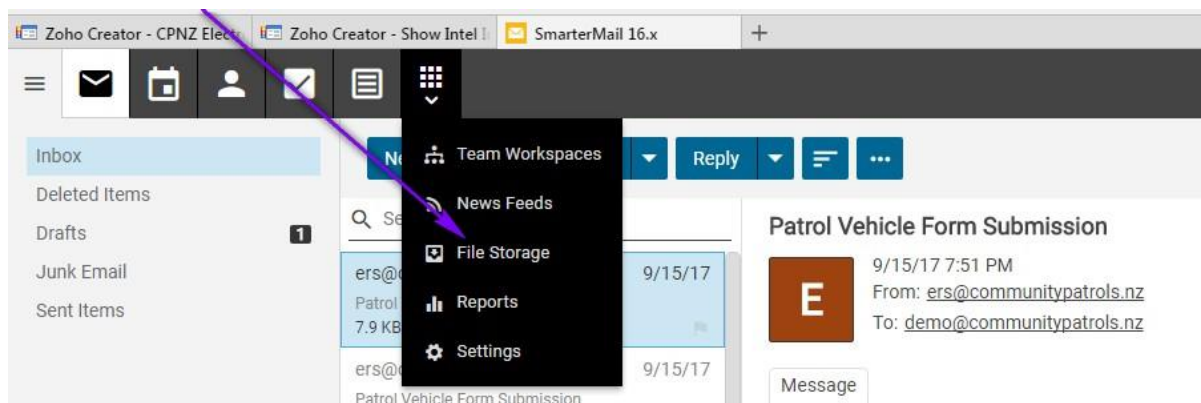 Zoho Creator - CPNZ Elect
Zoho Creator - Show Intel
SmarterMail 16.x
Inbox
Deleted Items
Drafts 1
Junk Email
Sent Items
Team Workspaces
News Feeds
File Storage
Reports
Settings
Reply
9/15/17
Patrol
7.9 KB
9/15/17
Patrol Vehicle Form Submission
Patrol Vehicle Form Submission
E
9/15/17 7:51 PM
From: ers@communitypatrols.nz
To: demo@communitypatrols.nz
Message